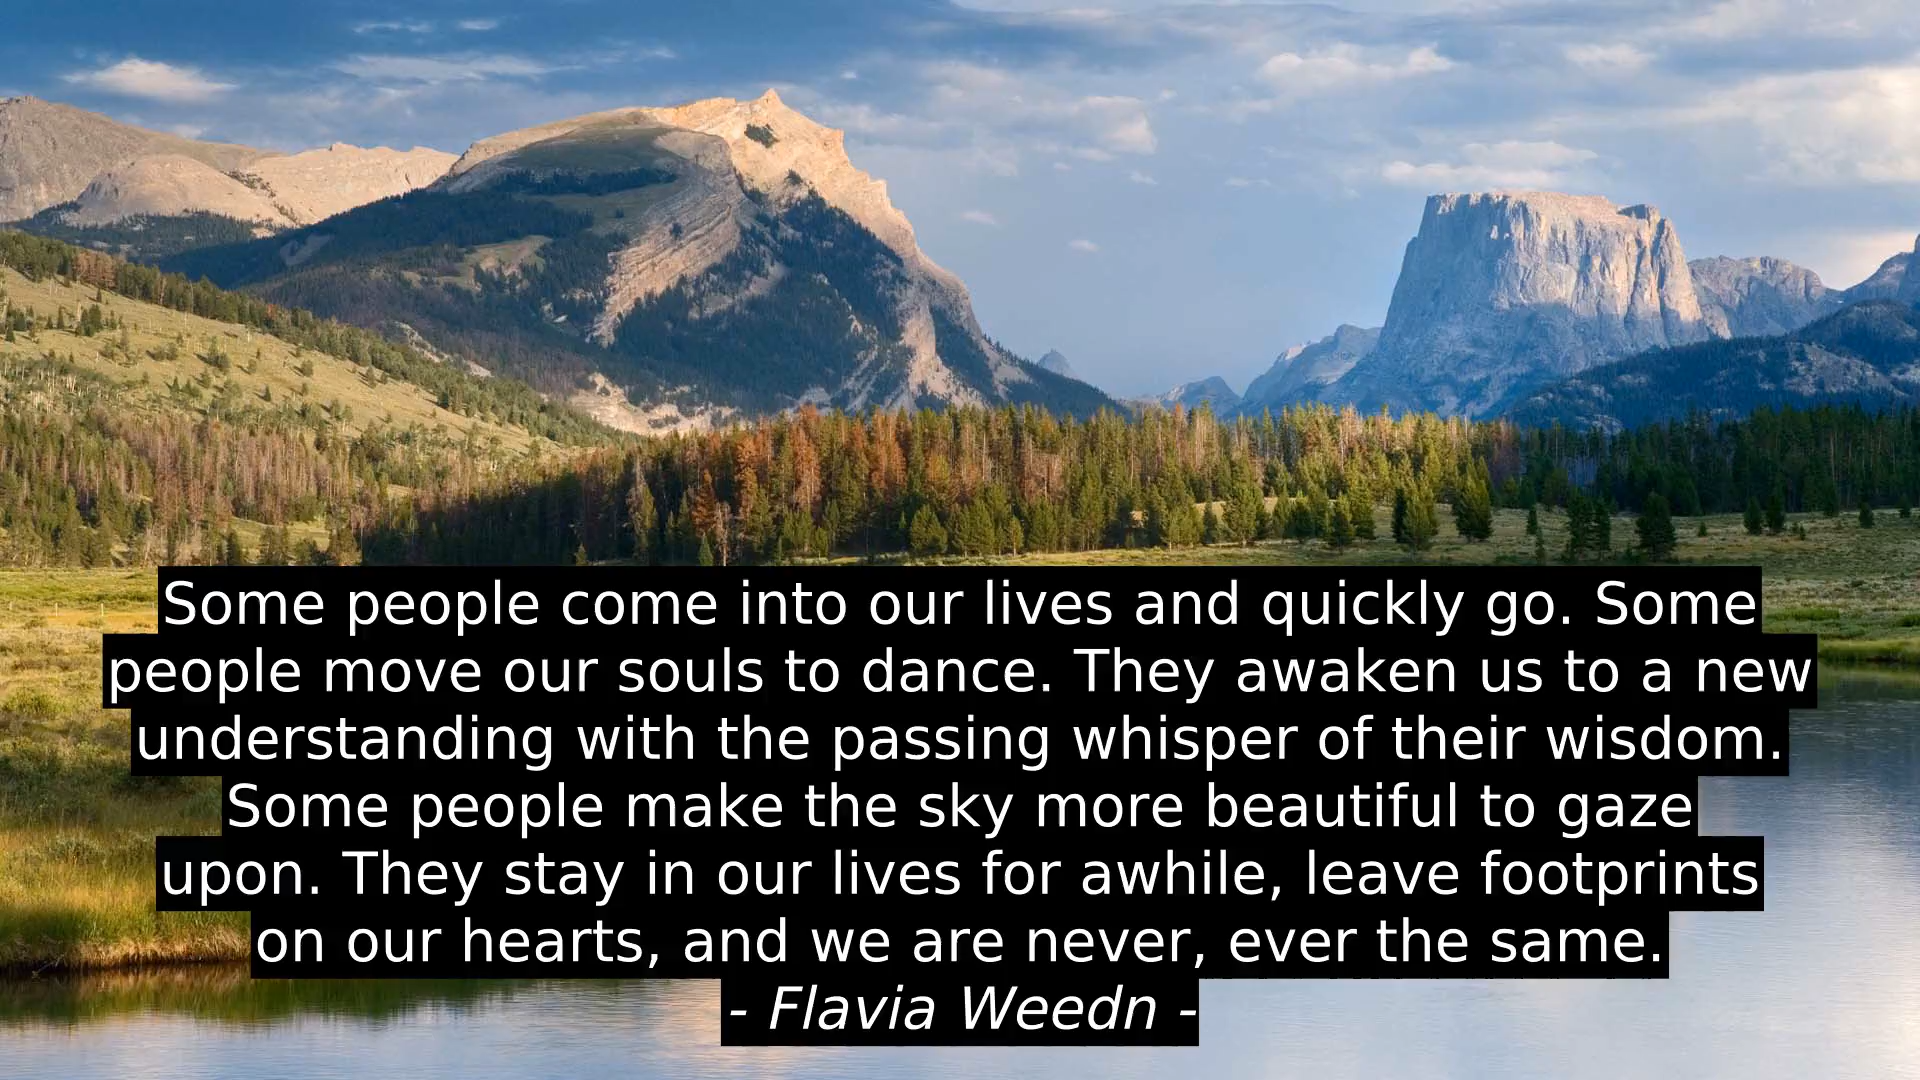 Some people come into our lives and quickly go. Some
people move our souls to dance. They awaken us to a new
understanding with the passing whisper of their wisdom.
Some people make the sky more beautiful to gaze
upon. They stay in our lives for awhile, leave footprints
on our hearts, and we are never, ever the same.
- Flavia Weedn -